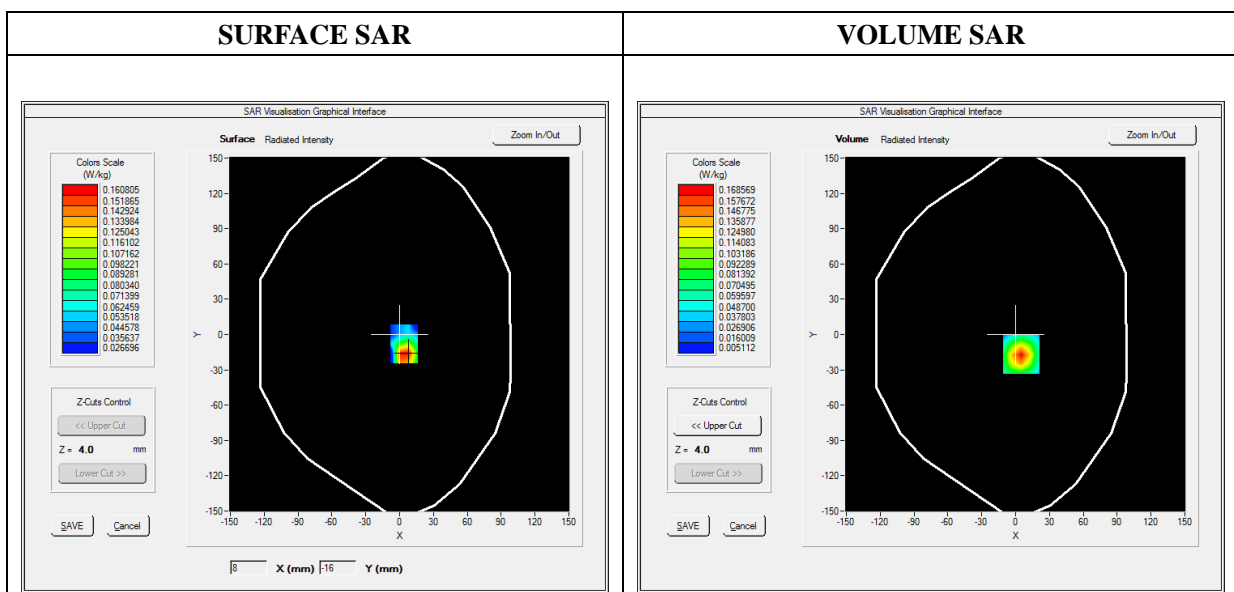 SURFACE SAR
VOLUME SAR
SAR Visualisation Graphical Interface
Surface Radiated Intensity
Zoom In/Out
Colors Scale
(W/kg)
0.160805
0.151865
0.142924
0.133984
0.125043
0.116102
0.107162
0.098221
0.089281
0.080340
0.071399
0.062459
0.053518
0.044578
0.035637
0.026696
150
120
90
60
30
0
-30
-60
-90
-120
-150
Y
-150 -120 -90 -60 -30 0 30 60 90 120 150
X
Z-Cuts Control
<< Upper Cut
Z = 4.0 mm
Lower Cut >>
SAVE Cancel
8 X (mm) -16 Y (mm)
SAR Visualisation Graphical Interface
Volume Radiated Intensity
Zoom In/Out
Colors Scale
(W/kg)
0.168569
0.157672
0.146775
0.135877
0.124980
0.114083
0.103186
0.092289
0.081392
0.070495
0.059597
0.048700
0.037803
0.026906
0.016009
0.005112
150
120
90
60
30
0
-30
-60
-90
-120
-150
Y
-150 -120 -90 -60 -30 0 30 60 90 120 150
X
Z-Cuts Control
<< Upper Cut
Z = 4.0 mm
Lower Cut >>
SAVE Cancel